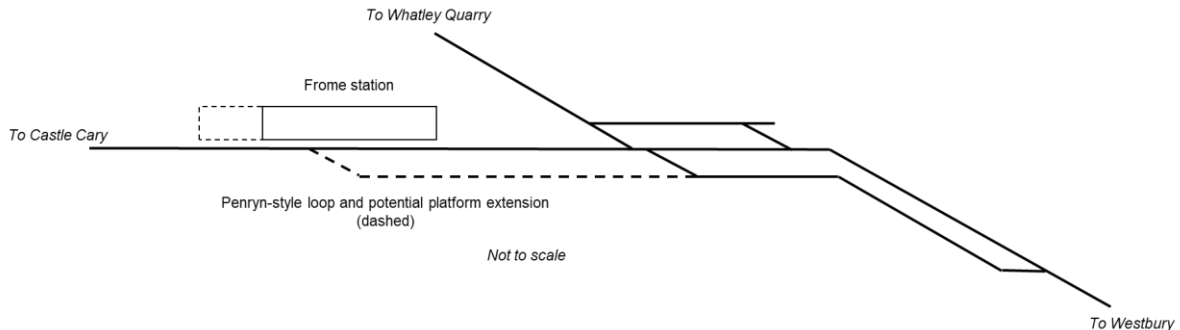 To Whatley Quarry
Frome station
To Castle Cary
Penryn-style loop and potential platform extension
(dashed)
Not to scale
To Westbury